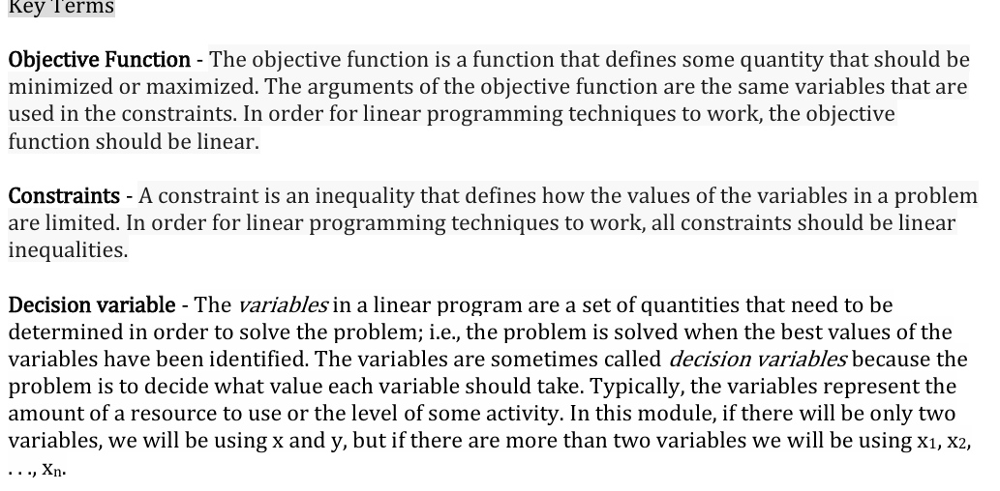 Key Terms
Objective Function - The objective function is a function that defines some quantity that should be
minimized or maximized. The arguments of the objective function are the same variables that are
used in the constraints. In order for linear programming techniques to work, the objective
function should be linear.
Constraints - A constraint is an inequality that defines how the values of the variables in a problem
are limited. In order for linear programming techniques to work, all constraints should be linear
inequalities.
Decision variable - The variables in a linear program are a set of quantities that need to be
determined in order to solve the problem; i.e., the problem is solved when the best values of the
variables have been identified. The variables are sometimes called decision variables because the
problem is to decide what value each variable should take. Typically, the variables represent the
amount of a resource to use or the level of some activity. In this module, if there will be only two
variables, we will be using x and y, but if there are more than two variables we will be using x₁, x₂,
. . ., xₙ.